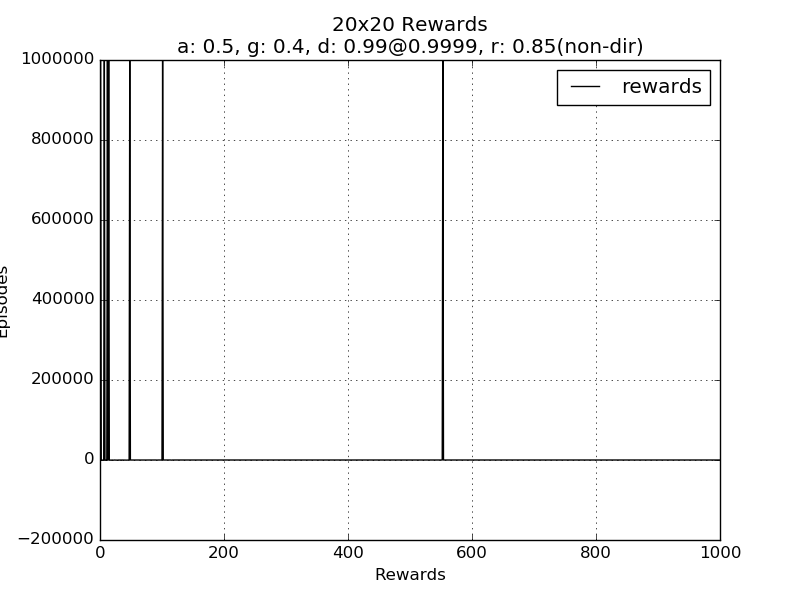 20x20 Rewards
a: 0.5, g: 0.4, d: 0.99@0.9999, r: 0.85(non-dir)
1000000
rewards
800000
600000
400000
200000
0
−200000
Episodes
0 200 400 600 800 1000
Rewards